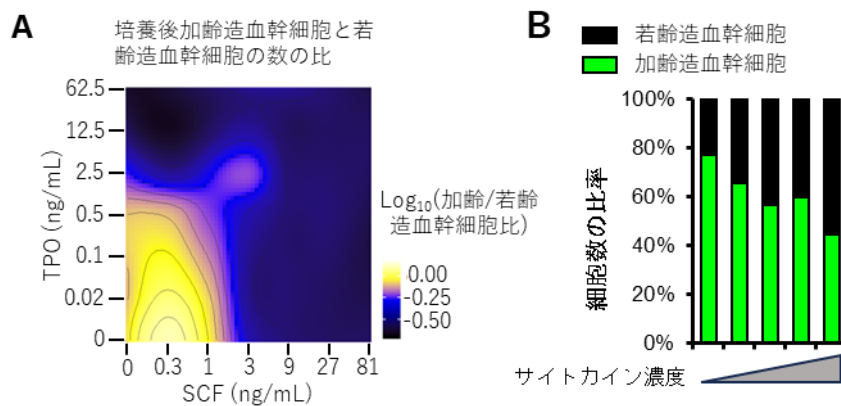 A
培養後加齢造血幹細胞と若
齢造血幹細胞の数の比
62.5
12.5
2.5
0.5
0.1
0.02
0
TPO (ng/mL)
0 0.3 1 3 9 27 81
SCF (ng/mL)
Log10(加齢/若齢
造血幹細胞比)
0.00
-0.25
-0.50
B
若齢造血幹細胞
加齢造血幹細胞
100%
80%
60%
40%
20%
0%
細胞数の比率
サイトカイン濃度